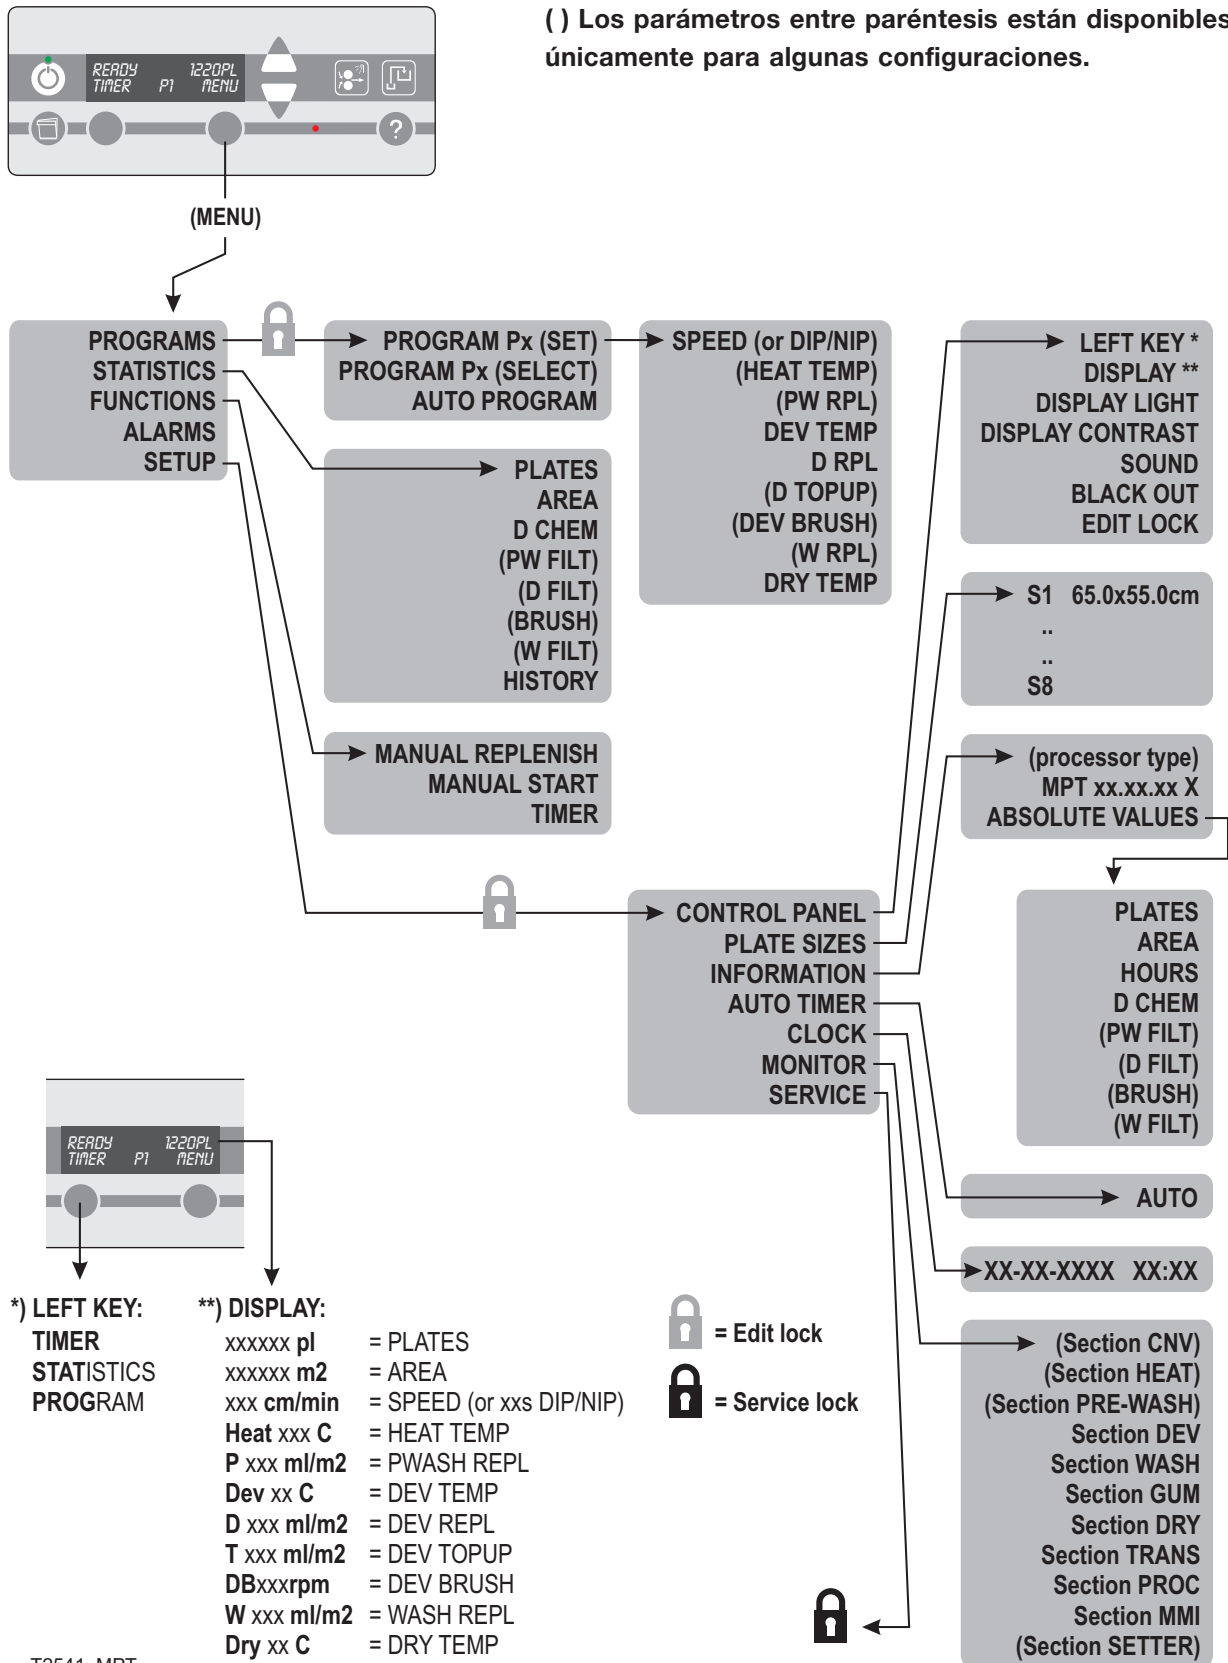 ( ) Los parámetros entre paréntesis están disponibles
únicamente para algunas configuraciones.
READY 1220PL
TIMER P1 MENU
?
(MENU)
PROGRAMS
STATISTICS
FUNCTIONS
ALARMS
SETUP
PROGRAM Px (SET)
PROGRAM Px (SELECT)
AUTO PROGRAM
SPEED (or DIP/NIP)
(HEAT TEMP)
(PW RPL)
DEV TEMP
D RPL
(D TOPUP)
(DEV BRUSH)
(W RPL)
DRY TEMP
LEFT KEY *
DISPLAY **
DISPLAY LIGHT
DISPLAY CONTRAST
SOUND
BLACK OUT
EDIT LOCK
PLATES
AREA
D CHEM
(PW FILT)
(D FILT)
(BRUSH)
(W FILT)
HISTORY
S1 65.0x55.0cm
..
..
S8
MANUAL REPLENISH
MANUAL START
TIMER
(processor type)
MPT xx.xx.xx X
ABSOLUTE VALUES
PLATES
AREA
HOURS
D CHEM
(PW FILT)
(D FILT)
(BRUSH)
(W FILT)
CONTROL PANEL
PLATE SIZES
INFORMATION
AUTO TIMER
CLOCK
MONITOR
SERVICE
AUTO
XX-XX-XXXX XX:XX
(Section CNV)
(Section HEAT)
(Section PRE-WASH)
Section DEV
Section WASH
Section GUM
Section DRY
Section TRANS
Section PROC
Section MMI
(Section SETTER)
READY 1220PL
TIMER P1 MENU
*) LEFT KEY:
TIMER
STATISTICS
PROGRAM
**) DISPLAY:
xxxxxx pl = PLATES
xxxxxx m2 = AREA
xxx cm/min = SPEED (or xxs DIP/NIP)
Heat xxx C = HEAT TEMP
P xxx ml/m2 = PWASH REPL
Dev xx C = DEV TEMP
D xxx ml/m2 = DEV REPL
T xxx ml/m2 = DEV TOPUP
DBxxxrpm = DEV BRUSH
W xxx ml/m2 = WASH REPL
Dry xx C = DRY TEMP
= Edit lock
= Service lock